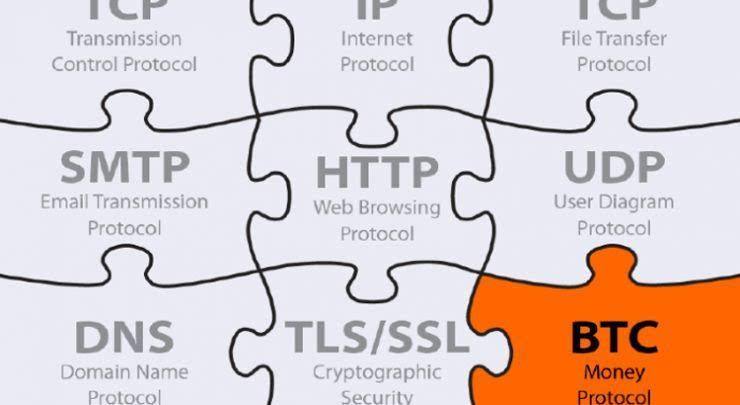 TCP
Transmission
Control Protocol
IP
Internet
Protocol
TCP
File Transfer
Protocol
SMTP
Email Transmission
Protocol
HTTP
Web Browsing
Protocol
UDP
User Diagram
Protocol
DNS
Domain Name
Protocol
TLS/SSL
Cryptographic
Security
BTC
Money
Protocol